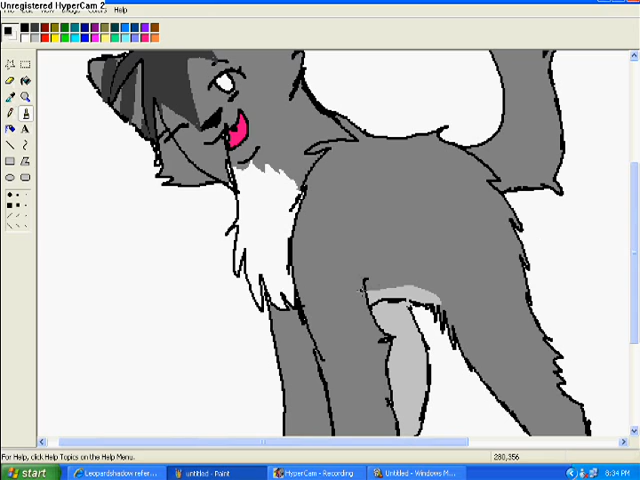 Unregistered HyperCam 2
Help
A
For Help, click Help Topics on the Help Menu.
280,356
start
Leopardshadow refer...
untitled - Paint
HyperCam - Recording
Untitled - Windows M...
8:34 PM